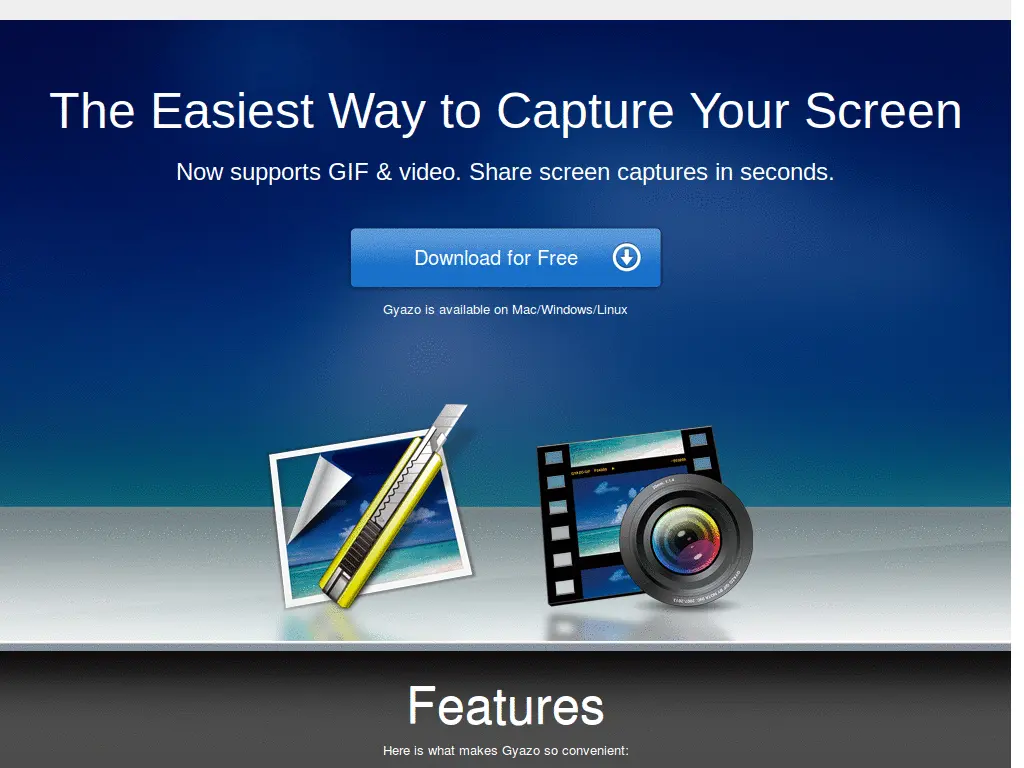 The Easiest Way to Capture Your Screen
Now supports GIF & video. Share screen captures in seconds.
Download for Free
Gyazo is available on Mac/Windows/Linux
Features
Here is what makes Gyazo so convenient: